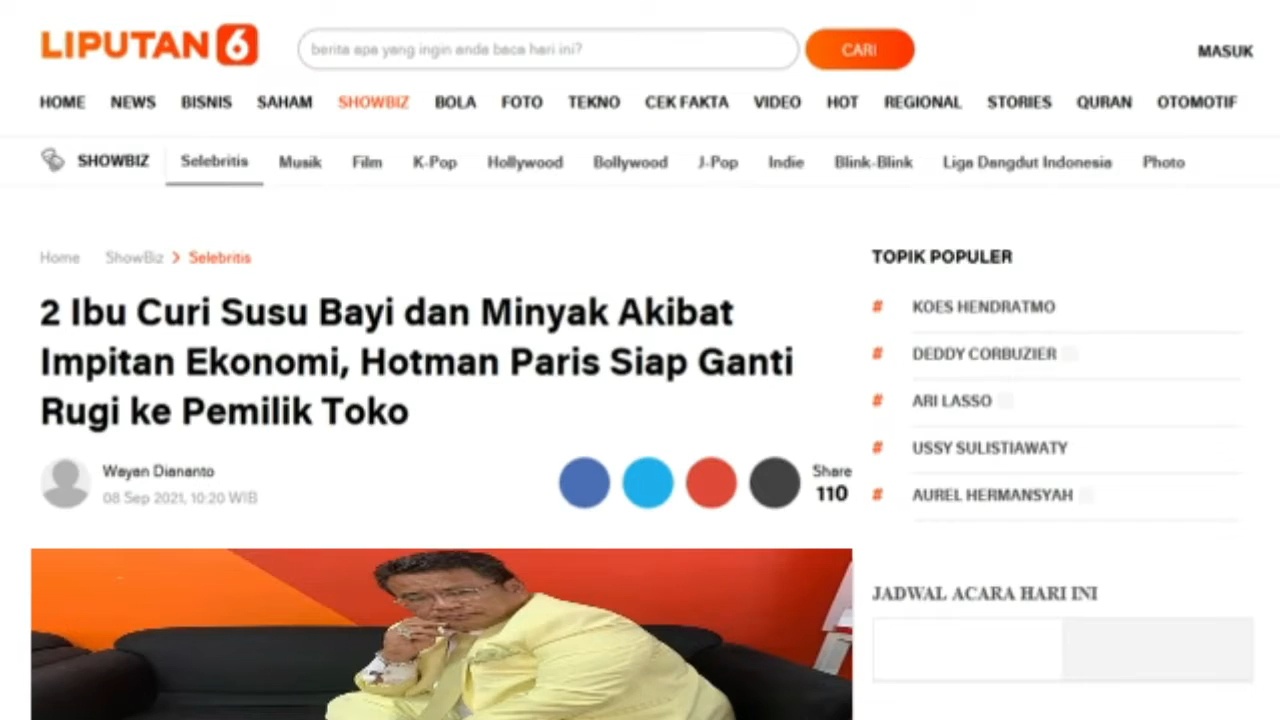 LIPUTAN 6
berita apa yang ingin anda baca hari ini?
CARI
MASUK
HOME NEWS BISNIS SAHAM SHOWBIZ BOLA FOTO TEKNO CEK FAKTA VIDEO HOT REGIONAL STORIES QURAN OTOMOTIF
SHOWBIZ Selebritis Musik Film K-Pop Hollywood Bollywood J-Pop Indie Blink-Blink Liga Dangdut Indonesia Photo
Home ShowBiz > Selebritis
2 Ibu Curi Susu Bayi dan Minyak Akibat
Impitan Ekonomi, Hotman Paris Siap Ganti
Rugi ke Pemilik Toko
Wayan Diananto
08 Sep 2021, 10:20 WIB
Share
110
TOPIK POPULER
# KOES HENDRATMO
# DEDDY CORBUZIER
# ARI LASSO
# USSY SULISTIAWATY
# AUREL HERMANSYAH
JADWAL ACARA HARI INI